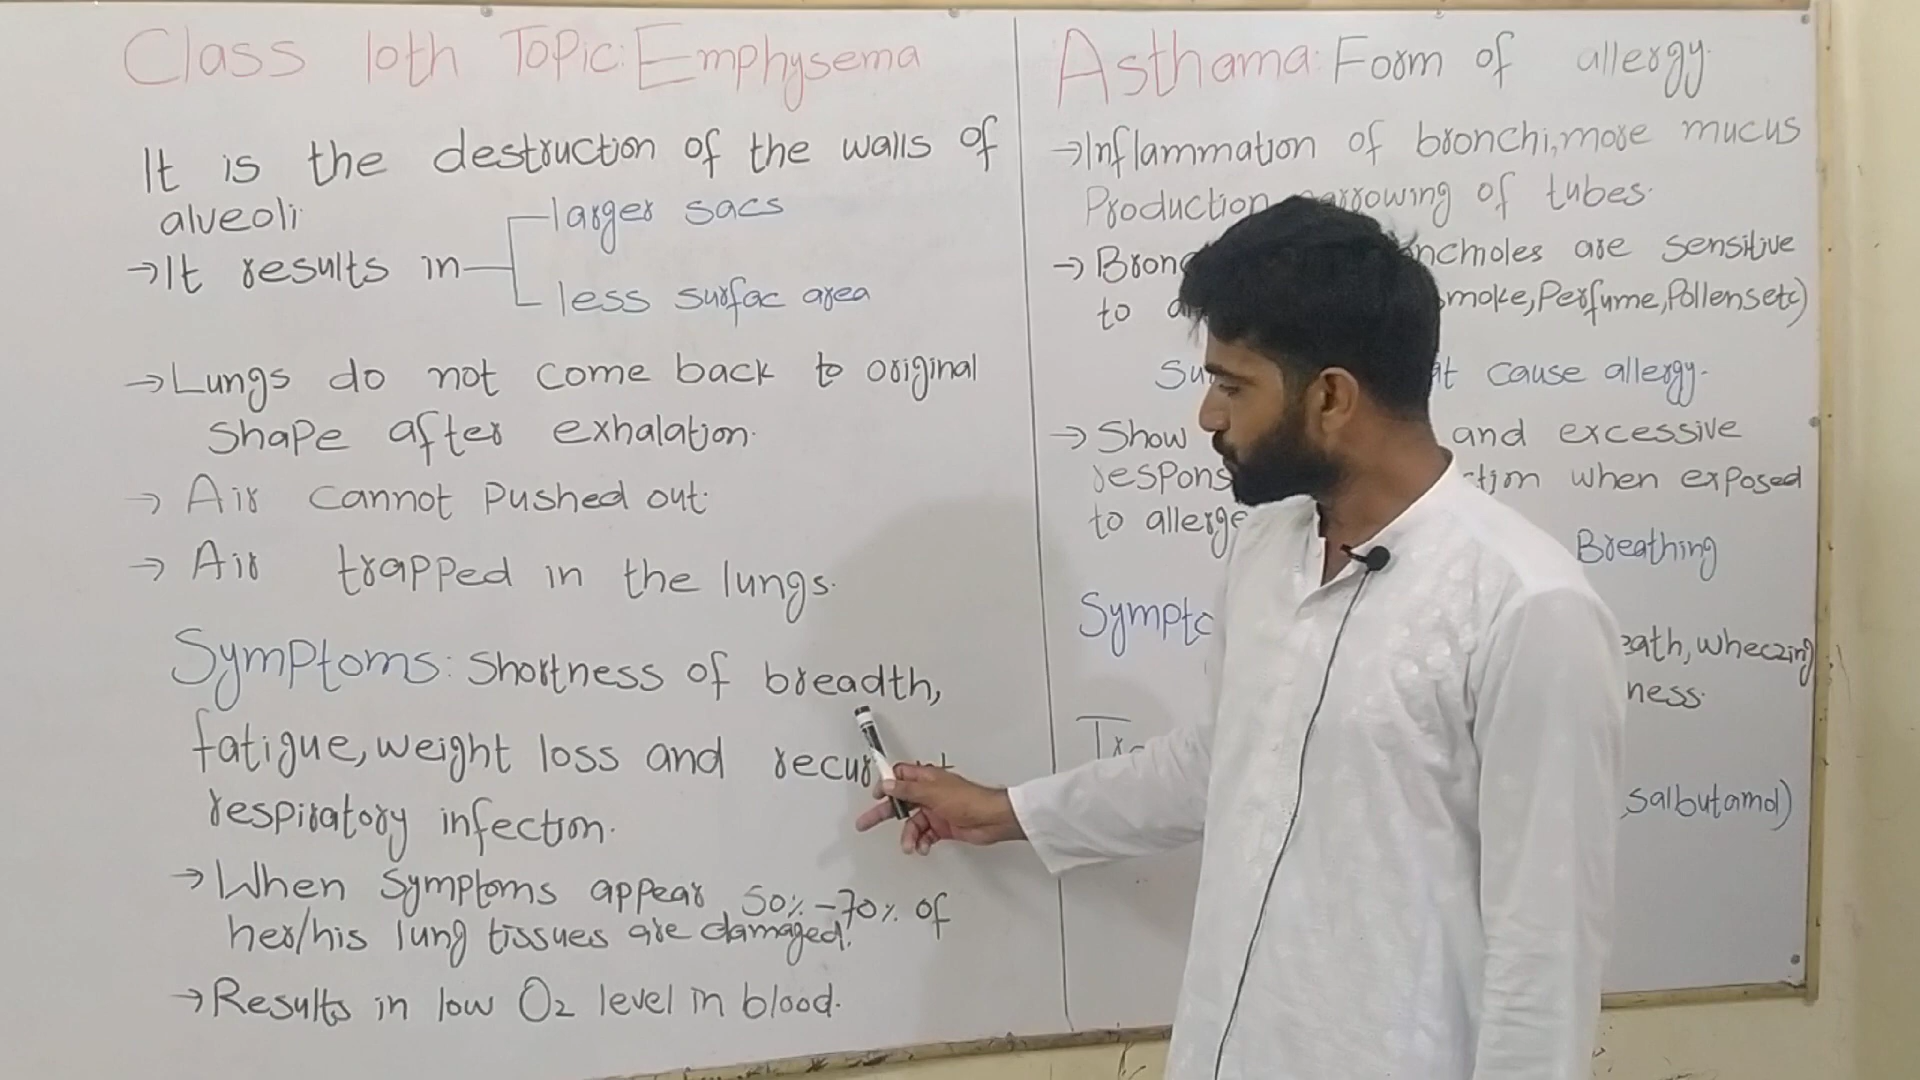 Class 10th Topic: Emphysema
It is the destruction of the walls of
alveoli.
→It results in
larger sacs
less surfac area
→Lungs do not come back to original
shape after exhalation.
→ Air cannot pushed out.
→ Air trapped in the lungs.
Symptoms: Shortness of breadth,
fatigue, weight loss and
respiratory infection.
→When symptoms appear 50%-70% of
her/his lung tissues are damaged.
→Results in low O2 level in blood.
Asthama: Form of allergy.
→Inflammation of bronchi, more mucus
Production narrowing of tubes.
→ are sensitive
to Perfume, Pollens etc)
cause allergy.
→ Show and excessive
when exposed
to
Breathing
wheezing
salbutamol)